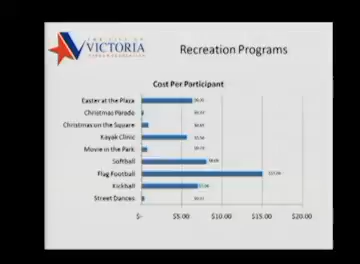 THE CITY OF
VICTORIA
PARKS & RECREATION
Recreation Programs
Cost Per Participant
Easter at the Plaza
Christmas Parade
Christmas on the Square
Kayak Clinic
Movie in the Park
Softball
Flag Football
Kickball
Street Dances
$- $5.00 $10.00 $15.00 $20.00